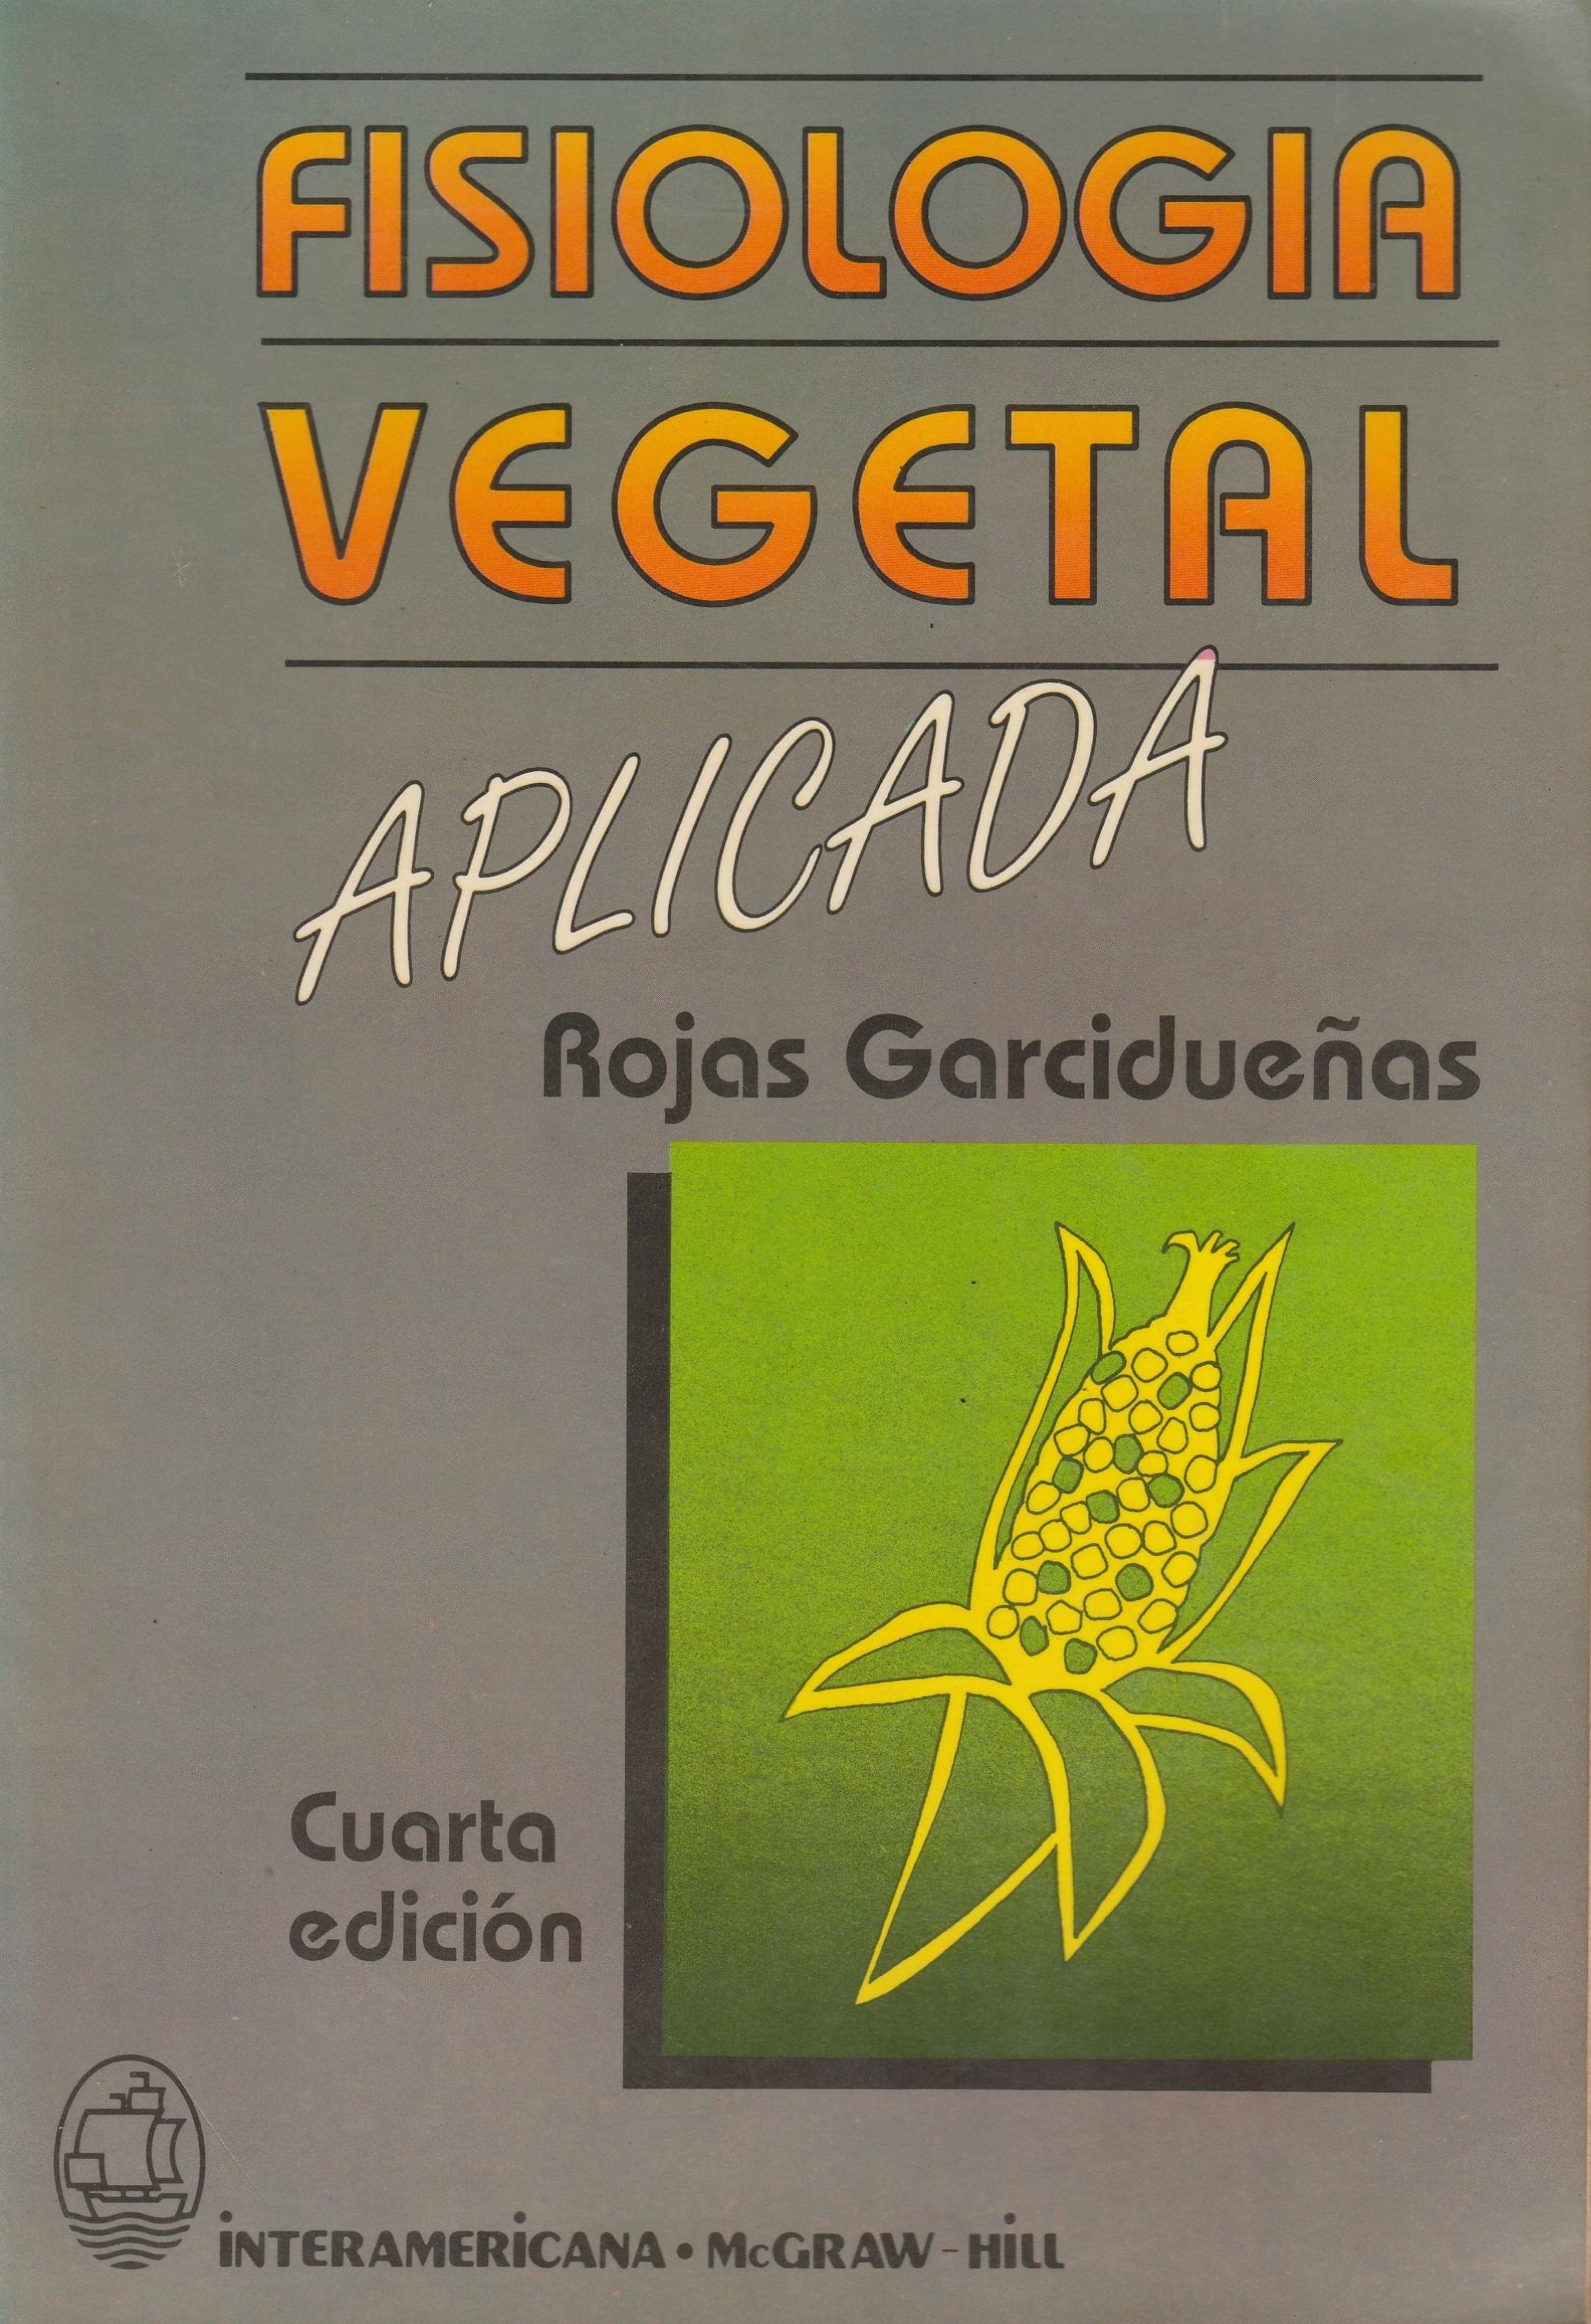 FISIOLOGIA
VEGETAL
APLICADA
Rojas Garcidueñas
Cuarta
edición
INTERAMERICANA • McGRAW-HILL